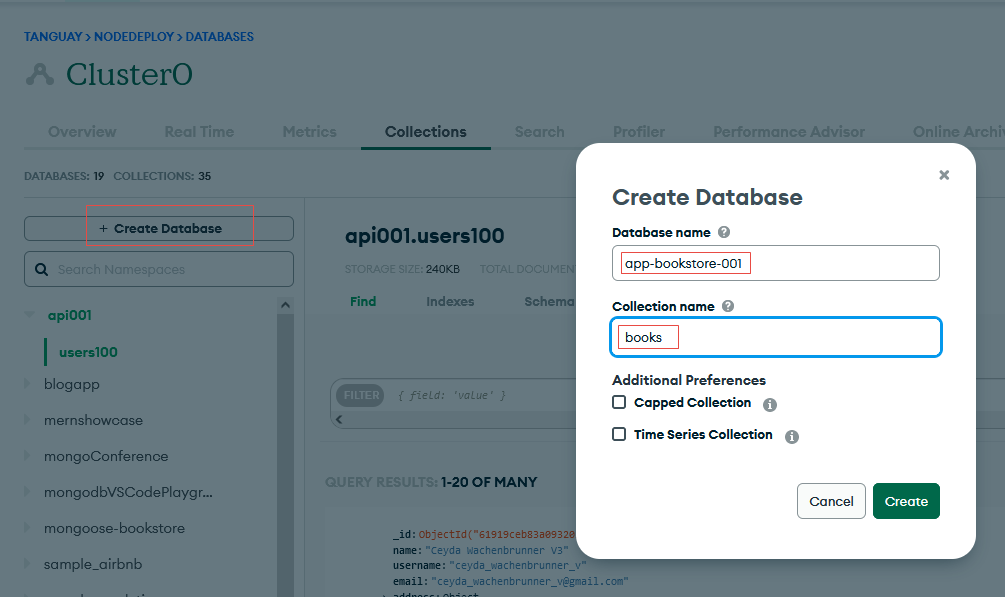 TANGUAY > NODEDEPLOY > DATABASES
Cluster0
Overview Real Time Metrics Collections Search Profiler Performance Advisor Online Archiv
DATABASES: 19 COLLECTIONS: 35
+ Create Database
Search Namespaces
api001
users100
blogapp
mernshowcase
mongoConference
mongodbVSCodePlaygr...
mongoose-bookstore
sample_airbnb
api001.users100
STORAGE SIZE: 240KB TOTAL DOCUMEN
Find Indexes Schema
FILTER { field: 'value' }
QUERY RESULTS: 1-20 OF MANY
_id: ObjectId("61919ceb83a09320
name: "Ceyda Wachenbrunner V3"
username: "ceyda_wachenbrunner_v"
email: "ceyda_wachenbrunner_v@gmail.com"
address: Object
Create Database
Database name
app-bookstore-001
Collection name
books
Additional Preferences
Capped Collection
Time Series Collection
Cancel Create